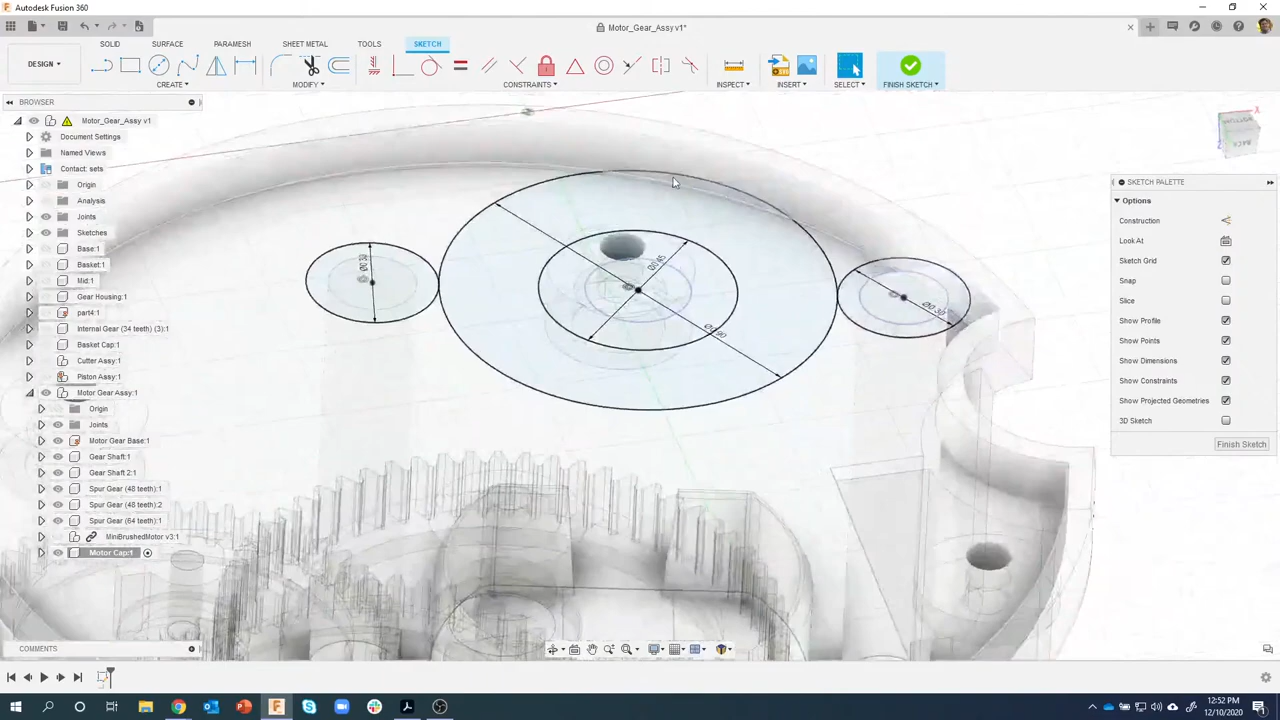 Autodesk Fusion 360
Motor_Gear_Assy v1*
SOLID SURFACE PARAMESH SHEET METAL TOOLS SKETCH
DESIGN
CREATE MODIFY CONSTRAINTS INSPECT INSERT SELECT FINISH SKETCH
BROWSER
Motor_Gear_Assy v1
Document Settings
Named Views
Contact: sets
Origin
Analysis
Joints
Sketches
Base:1
Basket:1
Mid:1
Gear Housing:1
part4:1
Internal Gear (34 teeth) (3):1
Basket Cap:1
Cutter Assy:1
Piston Assy:1
Motor Gear Assy:1
Origin
Joints
Motor Gear Base:1
Gear Shaft:1
Gear Shaft 2:1
Spur Gear (48 teeth):1
Spur Gear (48 teeth):2
Spur Gear (64 teeth):1
MiniBrushedMotor v3:1
Motor Cap:1
Ø0.30
BACK
SKETCH PALETTE
Options
Construction
Look At
Sketch Grid
Snap
Slice
Show Profile
Show Points
Show Dimensions
Show Constraints
Show Projected Geometries
3D Sketch
Finish Sketch
COMMENTS
12:52 PM
12/10/2020